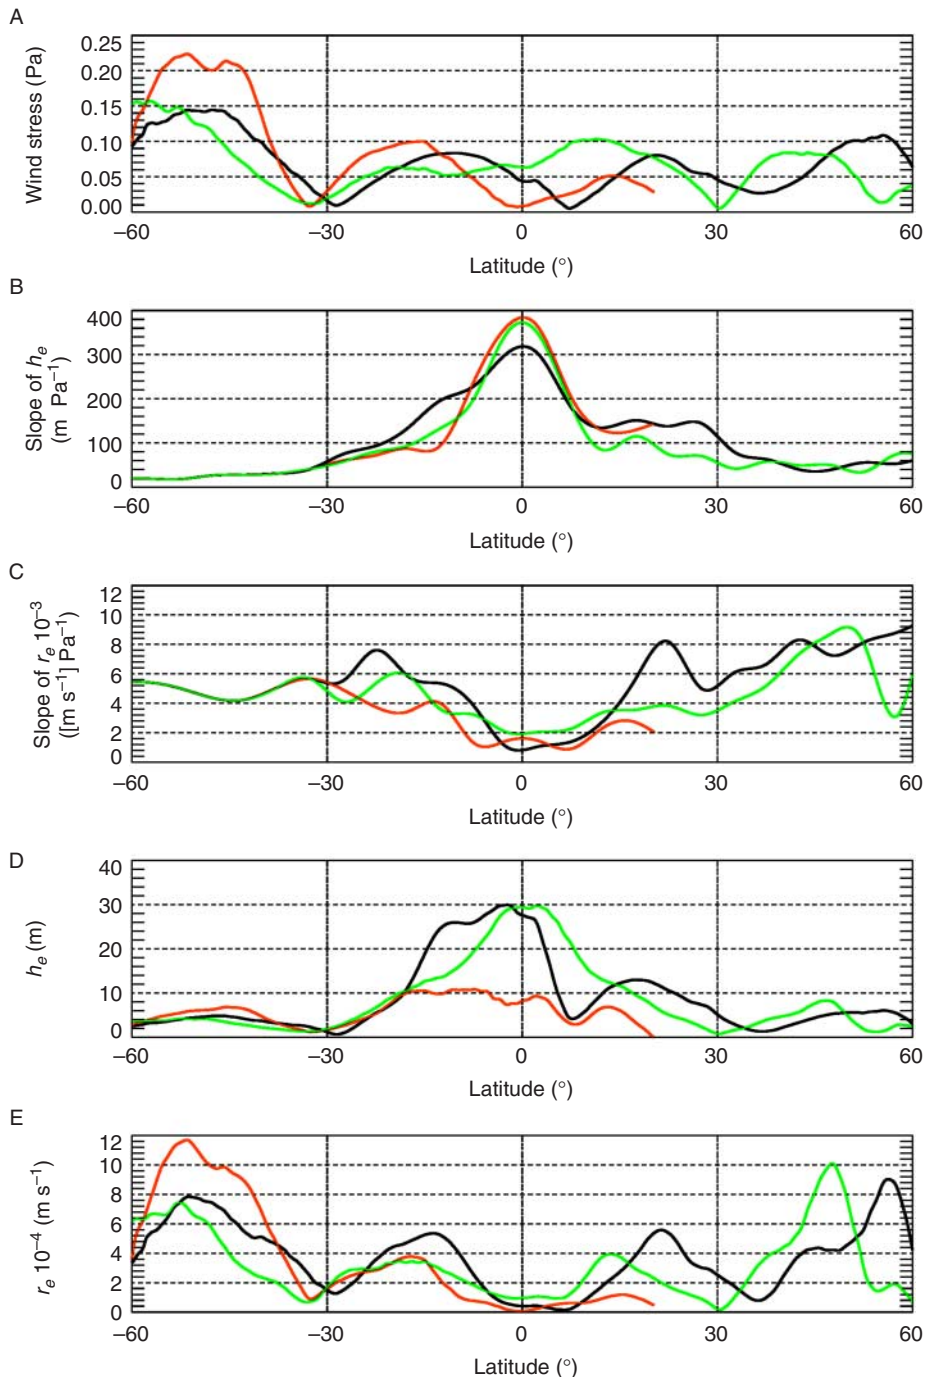 A
Wind stress (Pa)
0.25
0.20
0.15
0.10
0.05
0.00
–60 –30 0 30 60
Latitude (°)
B
Slope of hₑ
(m Pa⁻¹)
400
300
200
100
0
–60 –30 0 30 60
Latitude (°)
C
Slope of rₑ 10⁻³
([m s⁻¹] Pa⁻¹)
12
10
8
6
4
2
0
–60 –30 0 30 60
Latitude (°)
D
hₑ (m)
40
30
20
10
0
–60 –30 0 30 60
Latitude (°)
E
rₑ 10⁻⁴ (m s⁻¹)
12
10
8
6
4
2
0
–60 –30 0 30 60
Latitude (°)